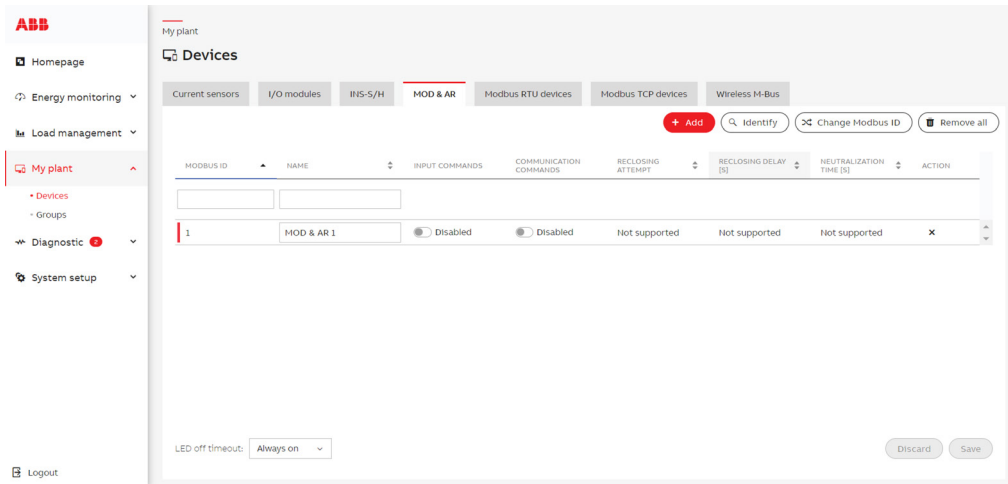 ABB
Homepage
Energy monitoring
Load management
My plant
• Devices
- Groups
Diagnostic 2
System setup
Logout
My plant
Devices
Current sensors I/O modules INS-S/H MOD & AR Modbus RTU devices Modbus TCP devices Wireless M-Bus
+ Add Identify Change Modbus ID Remove all
MODBUS ID NAME INPUT COMMANDS COMMUNICATION COMMANDS RECLOSING ATTEMPT RECLOSING DELAY [S] NEUTRALIZATION TIME [S] ACTION
1 MOD & AR 1 Disabled Disabled Not supported Not supported Not supported ×
LED off timeout: Always on Discard Save